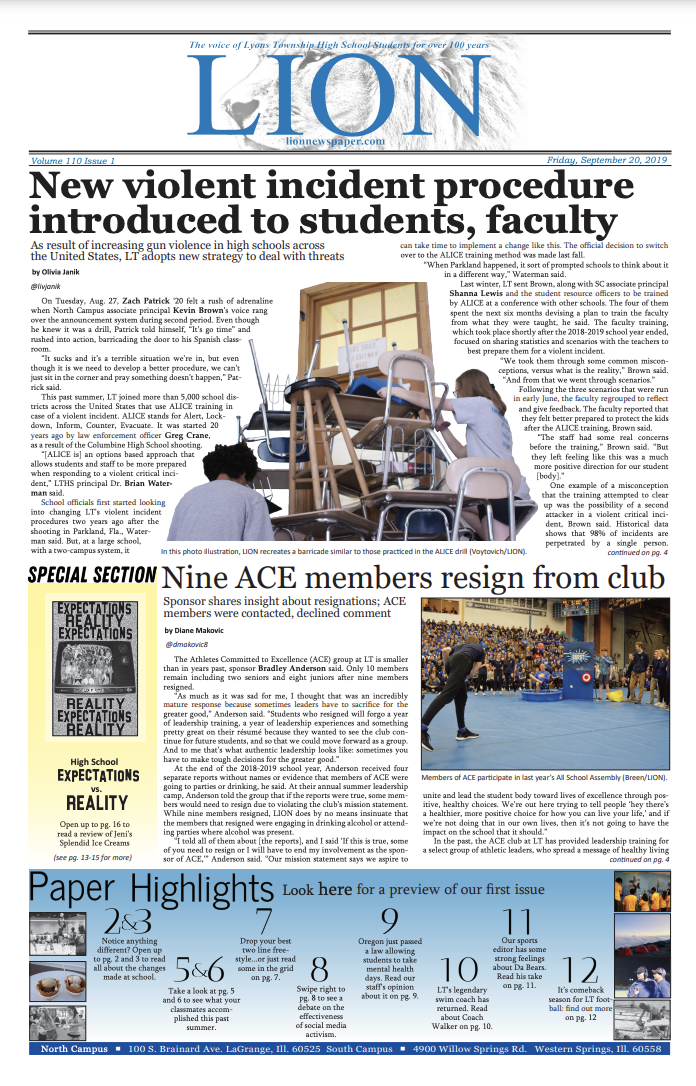 The voice of Lyons Township High School Students for over 100 years
LION
lionnewspaper.com
Volume 110 Issue 1
Friday, September 20, 2019
New violent incident procedure
introduced to students, faculty
As result of increasing gun violence in high schools across
the United States, LT adopts new strategy to deal with threats
by Olivia Janik
@livjanik
On Tuesday, Aug. 27, Zach Patrick '20 felt a rush of adrenaline
when North Campus associate principal Kevin Brown's voice rang
over the announcement system during second period. Even though
he knew it was a drill, Patrick told himself, "It's go time" and
rushed into action, barricading the door to his Spanish class-
room.
"It sucks and it's a terrible situation we're in, but even
though it is we need to develop a better procedure, we can't
just sit in the corner and pray something doesn't happen," Pat-
rick said.
This past summer, LT joined more than 5,000 school dis-
tricts across the United States that use ALICE training in
case of a violent incident. ALICE stands for Alert, Lock-
down, Inform, Counter, Evacuate. It was started 20
years ago by law enforcement officer Greg Crane,
as a result of the Columbine High School shooting.
"[ALICE is] an options based approach that
allows students and staff to be more prepared
when responding to a violent critical inci-
dent," LTHS principal Dr. Brian Water-
man said.
School officials first started looking
into changing LT's violent incident
procedures two years ago after the
shooting in Parkland, Fla., Water-
man said. But, at a large school,
with a two-campus system, it
can take time to implement a change like this. The official decision to switch
over to the ALICE training method was made last fall.
"When Parkland happened, it sort of prompted schools to think about it
in a different way," Waterman said.
Last winter, LT sent Brown, along with SC associate principal
Shanna Lewis and the student resource officers to be trained
by ALICE at a conference with other schools. The four of them
spent the next six months devising a plan to train the faculty
from what they were taught, he said. The faculty training,
which took place shortly after the 2018-2019 school year ended,
focused on sharing statistics and scenarios with the teachers to
best prepare them for a violent incident.
"We took them through some common miscon-
ceptions, versus what is the reality," Brown said.
"And from that we went through scenarios."
Following the three scenarios that were run
in early June, the faculty regrouped to reflect
and give feedback. The faculty reported that
they felt better prepared to protect the kids
after the ALICE training, Brown said.
"The staff had some real concerns
before the training," Brown said. "But
they left feeling like this was a much
more positive direction for our student
[body]."
One example of a misconception
that the training attempted to clear
up was the possibility of a second
attacker in a violent critical inci-
dent, Brown said. Historical data
shows that 98% of incidents are
perpetrated by a single person.
continued on pg. 4
In this photo illustration, LION recreates a barricade similar to those practiced in the ALICE drill (Voytovich/LION).
SPECIAL SECTION
EXPECTATIONS
REALITY
EXPECTATIONS
REALITY
EXPECTATIONS
REALITY
High School
EXPECTATIONS
vs.
REALITY
Open up to pg. 16 to
read a review of Jeni's
Splendid Ice Creams
(see pg. 13-15 for more)
Nine ACE members resign from club
Sponsor shares insight about resignations; ACE
members were contacted, declined comment
by Diane Makovic
@dmakovic8
The Athletes Committed to Excellence (ACE) group at LT is smaller
than in years past, sponsor Bradley Anderson said. Only 10 members
remain including two seniors and eight juniors after nine members
resigned.
"As much as it was sad for me, I thought that was an incredibly
mature response because sometimes leaders have to sacrifice for the
greater good," Anderson said. "Students who resigned will forgo a year
of leadership training, a year of leadership experiences and something
pretty great on their résumé because they wanted to see the club con-
tinue for future students, and so that we could move forward as a group.
And to me that's what authentic leadership looks like: sometimes you
have to make tough decisions for the greater good."
At the end of the 2018-2019 school year, Anderson received four
separate reports without names or evidence that members of ACE were
going to parties or drinking, he said. At their annual summer leadership
camp, Anderson told the group that if the reports were true, some mem-
bers would need to resign due to violating the club's mission statement.
While nine members resigned, LION does by no means insinuate that
the members that resigned were engaging in drinking alcohol or attend-
ing parties where alcohol was present.
"I told all of them about [the reports], and I said 'If this is true, some
of you need to resign or I will have to end my involvement as the spon-
sor of ACE,'" Anderson said. "Our mission statement says we aspire to
Members of ACE participate in last year's All School Assembly (Breen/LION).
unite and lead the student body toward lives of excellence through pos-
itive, healthy choices. We're out here trying to tell people 'hey there's
a healthier, more positive choice for how you can live your life,' and if
we're not doing that in our own lives, then it's not going to have the
impact on the school that it should."
In the past, the ACE club at LT has provided leadership training for
a select group of athletic leaders, who spread a message of healthy living
continued on pg. 4
Paper Highlights Look here for a preview of our first issue
2&3
Notice anything
different? Open up
to pg. 2 and 3 to read
all about the changes
made at school.
5&6
Take a look at pg. 5
and 6 to see what your
classmates accom-
plished this past
summer.
7
Drop your best
two line free-
style...or just read
some in the grid
on pg. 7.
8
Swipe right to
pg. 8 to see a
debate on the
effectiveness
of social media
activism.
9
Oregon just passed
a law allowing
students to take
mental health
days. Read our
staff's opinion
about it on pg. 9.
10
LT's legendary
swim coach has
returned. Read
about Coach
Walker on pg. 10.
11
Our sports
editor has some
strong feelings
about Da Bears.
Read his take
on pg. 11.
12
It's comeback
season for LT foot-
ball: find out more
on pg. 12
North Campus ▪ 100 S. Brainard Ave. LaGrange, Ill. 60525 South Campus ▪ 4900 Willow Springs Rd. Western Springs, Ill. 60558